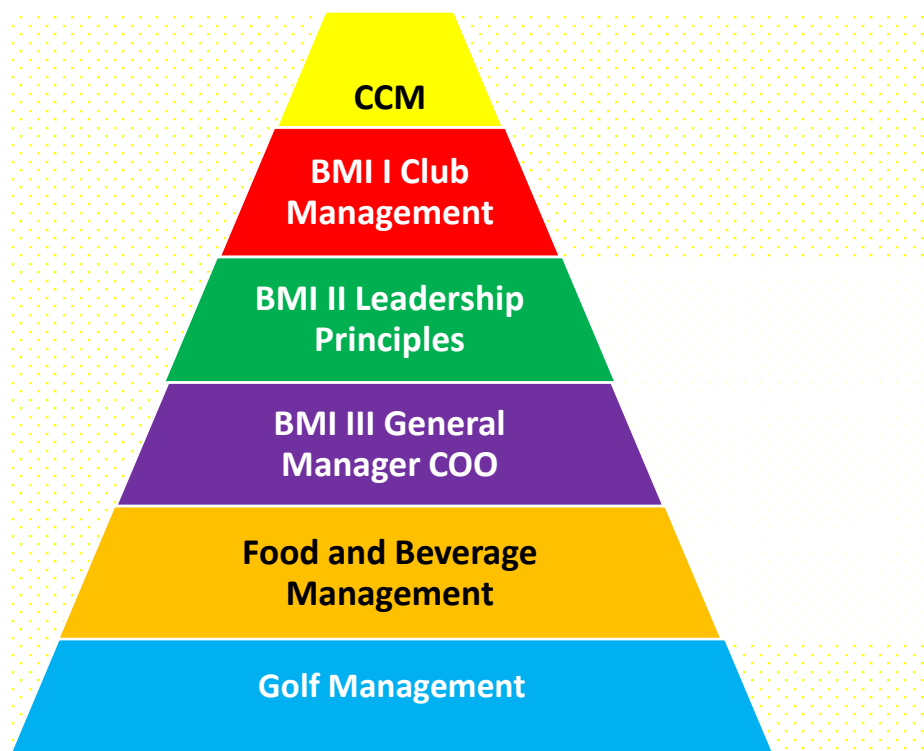 CCM
BMI I Club
Management
BMI II Leadership
Principles
BMI III General
Manager COO
Food and Beverage
Management
Golf Management